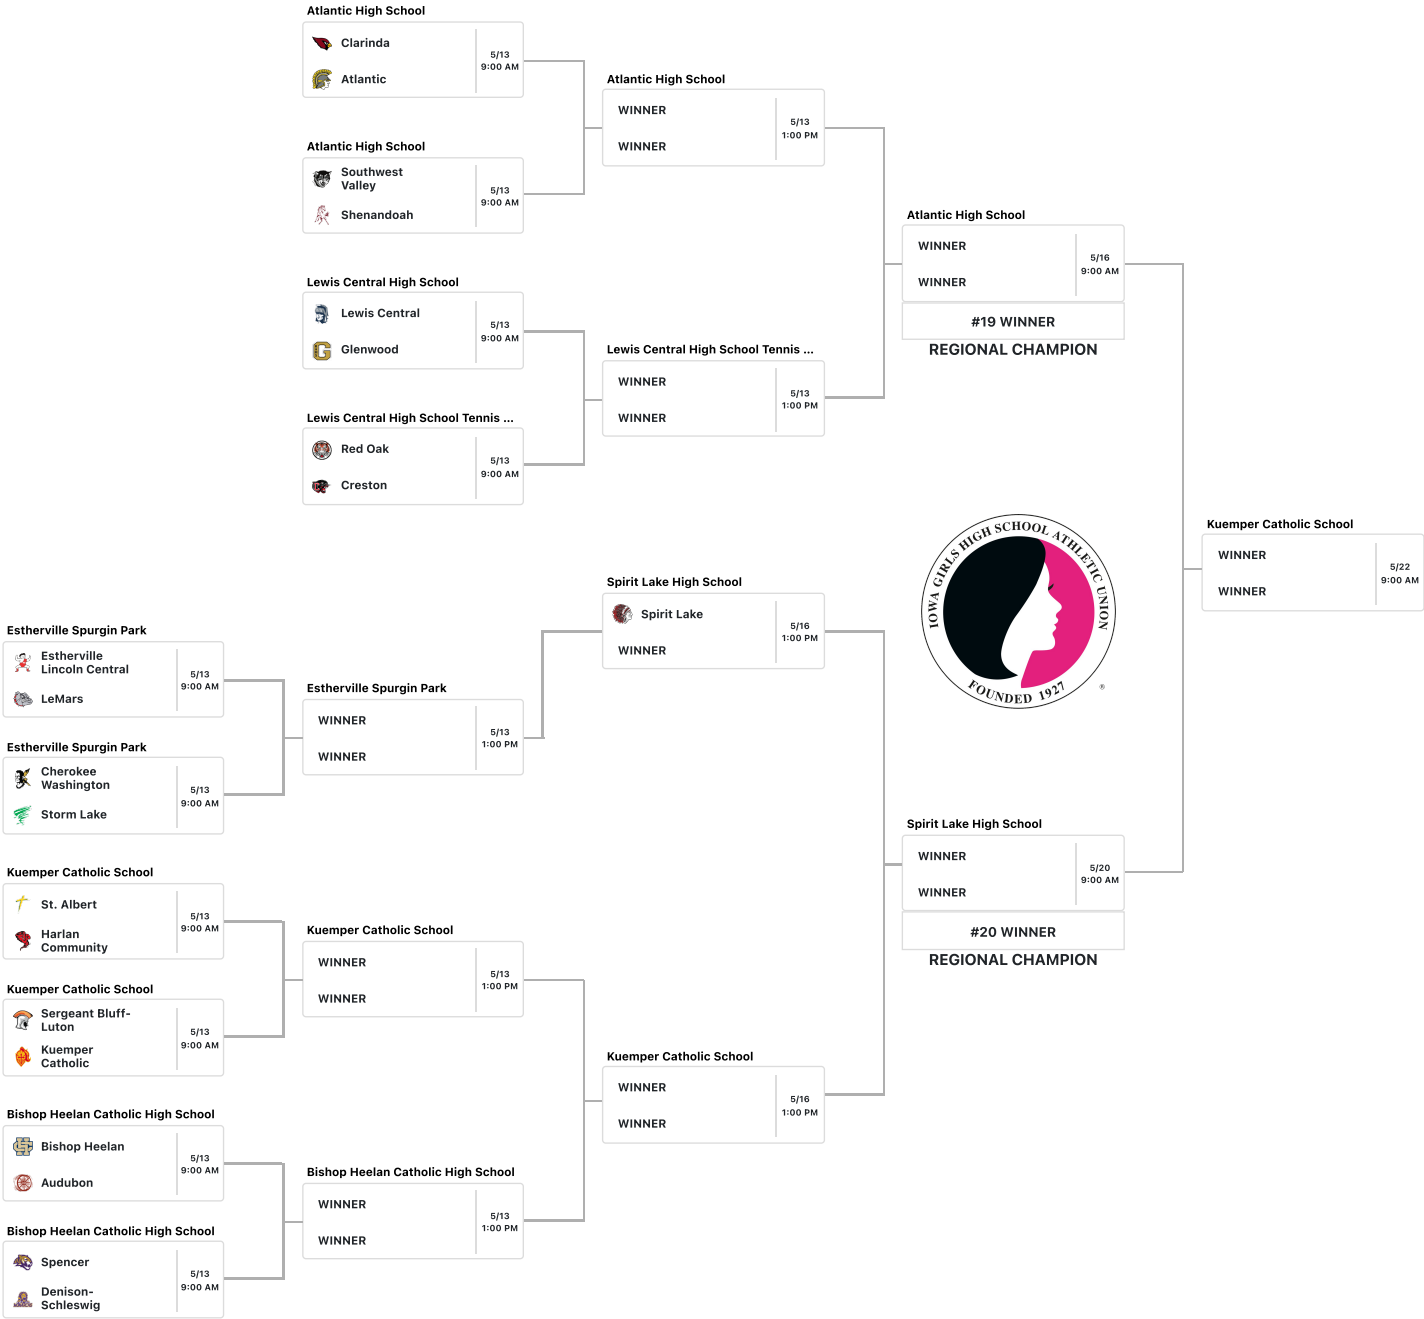 Atlantic High School
Clarinda
Atlantic
5/13
9:00 AM
Atlantic High School
Southwest
Valley
Shenandoah
5/13
9:00 AM
Lewis Central High School
Lewis Central
Glenwood
5/13
9:00 AM
Lewis Central High School Tennis ...
Red Oak
Creston
5/13
9:00 AM
Atlantic High School
WINNER
WINNER
5/13
1:00 PM
Lewis Central High School Tennis ...
WINNER
WINNER
5/13
1:00 PM
Atlantic High School
WINNER
WINNER
5/16
9:00 AM
#19 WINNER
REGIONAL CHAMPION
Estherville Spurgin Park
Estherville
Lincoln Central
LeMars
5/13
9:00 AM
Estherville Spurgin Park
Cherokee
Washington
Storm Lake
5/13
9:00 AM
Kuemper Catholic School
St. Albert
Harlan
Community
5/13
9:00 AM
Kuemper Catholic School
Sergeant Bluff-
Luton
Kuemper
Catholic
5/13
9:00 AM
Bishop Heelan Catholic High School
Bishop Heelan
Audubon
5/13
9:00 AM
Bishop Heelan Catholic High School
Spencer
Denison-
Schleswig
5/13
9:00 AM
Estherville Spurgin Park
WINNER
WINNER
5/13
1:00 PM
Kuemper Catholic School
WINNER
WINNER
5/13
1:00 PM
Bishop Heelan Catholic High School
WINNER
WINNER
5/13
1:00 PM
Spirit Lake High School
Spirit Lake
WINNER
5/16
1:00 PM
Kuemper Catholic School
WINNER
WINNER
5/16
1:00 PM
IOWA GIRLS HIGH SCHOOL ATHLETIC UNION
FOUNDED 1927
®
Spirit Lake High School
WINNER
WINNER
5/20
9:00 AM
#20 WINNER
REGIONAL CHAMPION
Kuemper Catholic School
WINNER
WINNER
5/22
9:00 AM